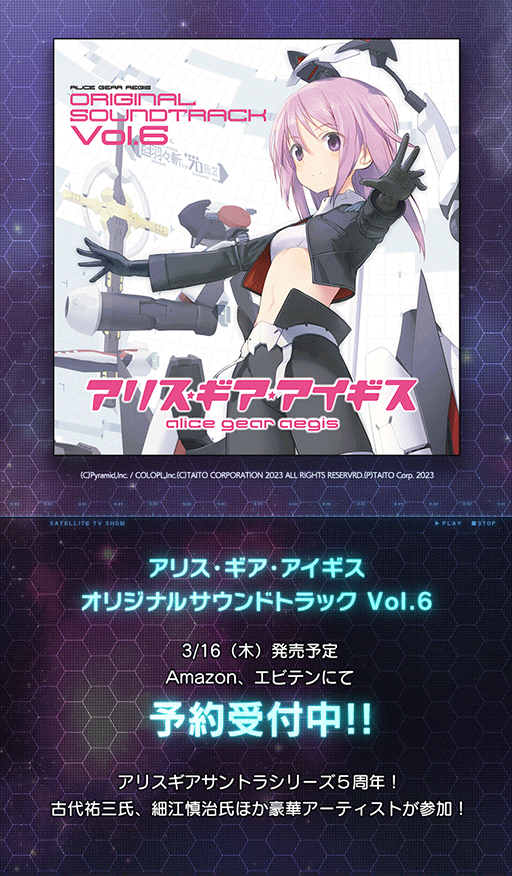 ALICE GEAR AEGIS
ORIGINAL
SOUNDTRACK
Vol.6
アリス・ギア・アイギス
alice gear aegis
(C)Pyramid,Inc. / COLOPL,Inc.(C)TAITO CORPORATION 2023 ALL RIGHTS RESERVRD.(P)TAITO Corp. 2023
SATELLITE TV SHOW
▶PLAY ■STOP
アリス・ギア・アイギス
オリジナルサウンドトラック Vol.6
3/16（木）発売予定
Amazon、エビテンにて
予約受付中!!
アリスギアサントラシリーズ５周年！
古代祐三氏、細江慎治氏ほか豪華アーティストが参加！